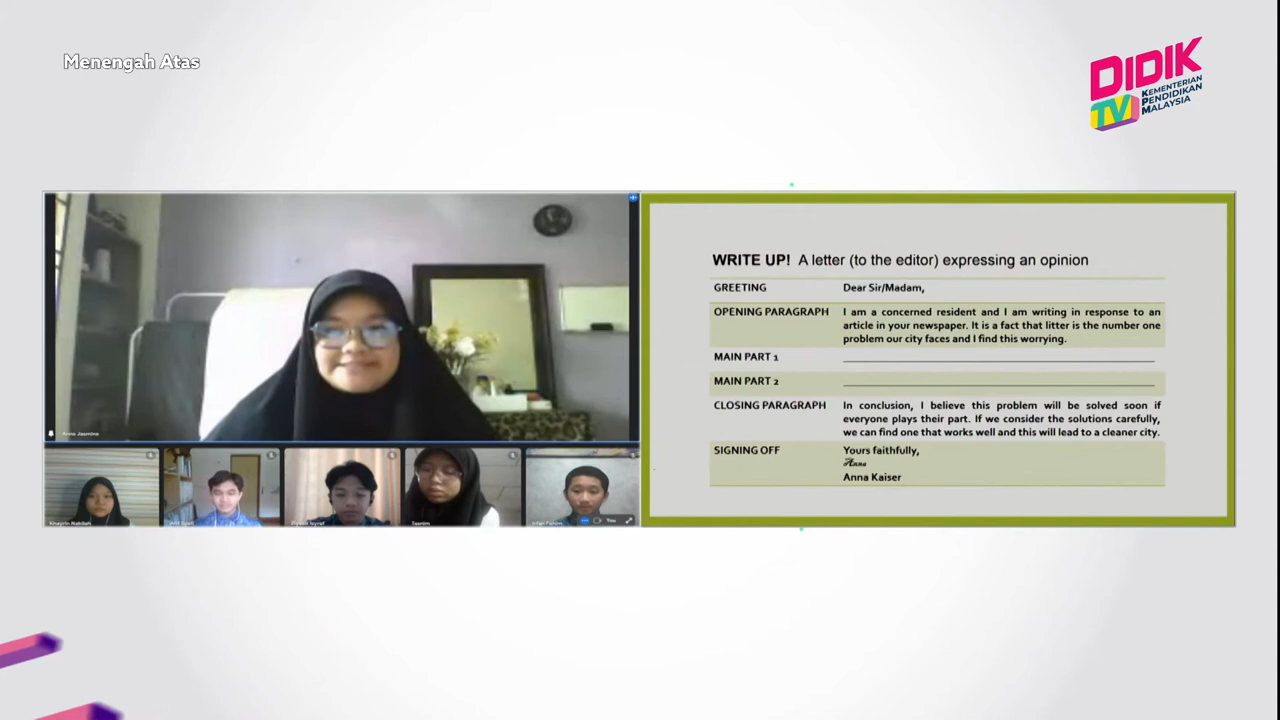 Menengah Atas
DIDIK
TV
KEMENTERIAN
PENDIDIKAN
MALAYSIA
WRITE UP! A letter (to the editor) expressing an opinion
GREETING Dear Sir/Madam,
OPENING PARAGRAPH I am a concerned resident and I am writing in response to an
article in your newspaper. It is a fact that litter is the number one
problem our city faces and I find this worrying.
MAIN PART 1
MAIN PART 2
CLOSING PARAGRAPH In conclusion, I believe this problem will be solved soon if
everyone plays their part. If we consider the solutions carefully,
we can find one that works well and this will lead to a cleaner city.
SIGNING OFF Yours faithfully,
Anna
Anna Kaiser
Anna Jasmine
Tasnim
You